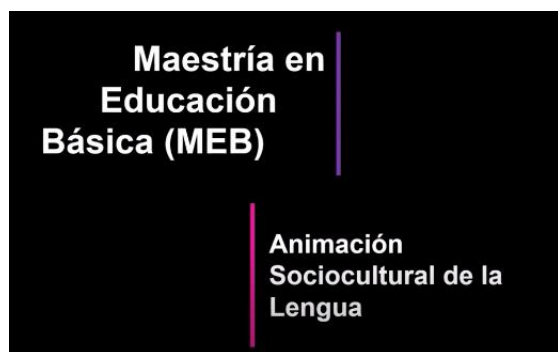 Maestría en
Educación
Básica (MEB)
Animación
Sociocultural de la
Lengua